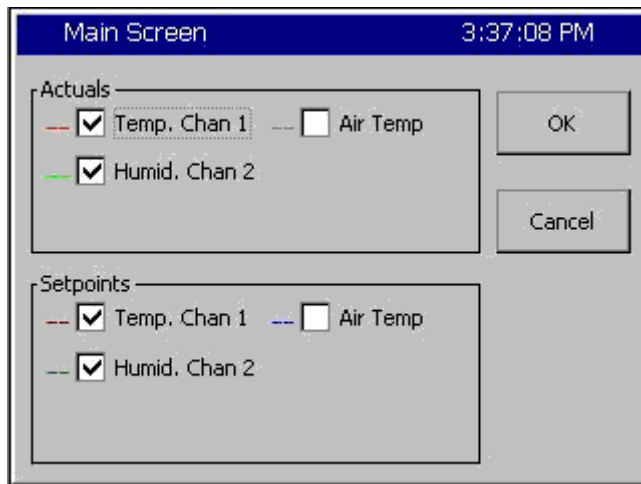 Main Screen 3:37:08 PM
Actuals
Temp. Chan 1 Air Temp
OK
Humid. Chan 2
Cancel
Setpoints
Temp. Chan 1 Air Temp
Humid. Chan 2